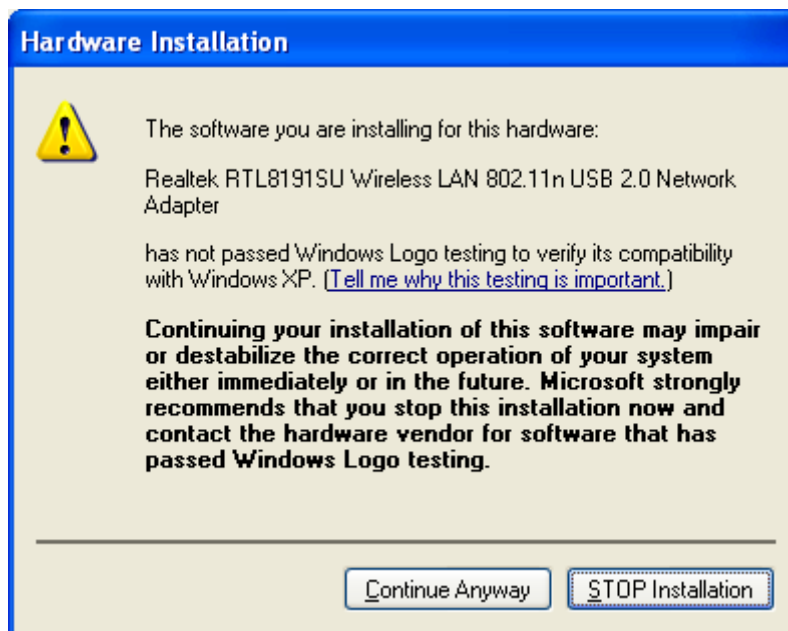 Hardware Installation
The software you are installing for this hardware:
Realtek RTL8191SU Wireless LAN 802.11n USB 2.0 Network
Adapter
has not passed Windows Logo testing to verify its compatibility
with Windows XP. (Tell me why this testing is important.)
Continuing your installation of this software may impair
or destabilize the correct operation of your system
either immediately or in the future. Microsoft strongly
recommends that you stop this installation now and
contact the hardware vendor for software that has
passed Windows Logo testing.
Continue Anyway
STOP Installation